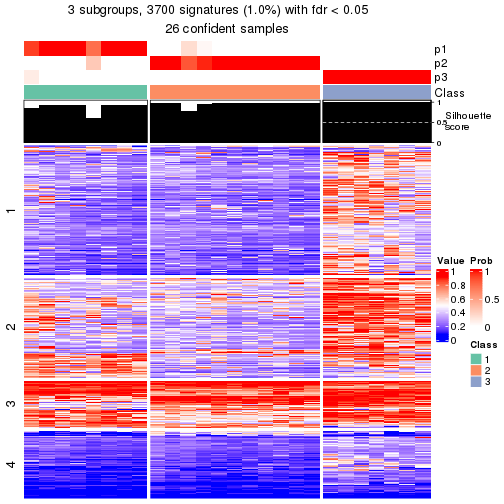 3 subgroups, 3700 signatures (1.0%) with fdr < 0.05
26 confident samples
p1
p2
p3
Class
1
0.5
0
Silhouette
score
1
2
3
4
Value
1
0.8
0.6
0.4
0.2
0
Prob
1
0.5
0
Class
1
2
3